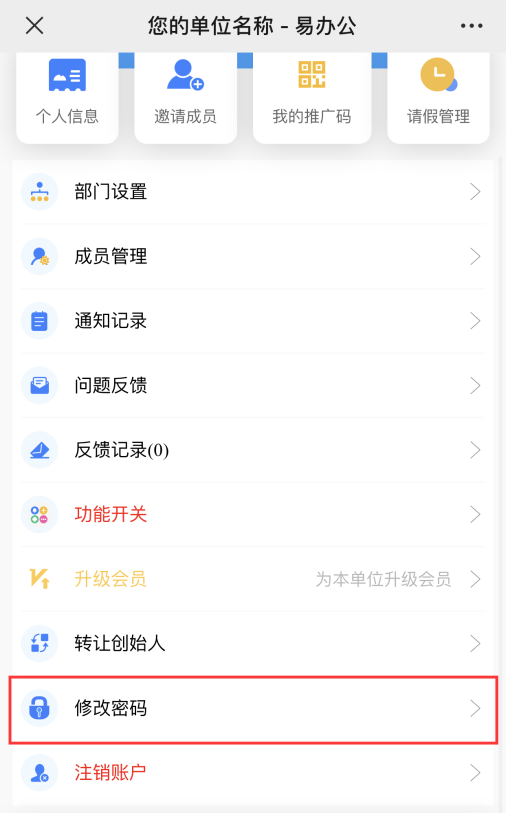 您的单位名称 - 易办公
个人信息
邀请成员
我的推广码
请假管理
部门设置
成员管理
通知记录
问题反馈
反馈记录(0)
功能开关
升级会员 为本单位升级会员
转让创始人
修改密码
注销账户